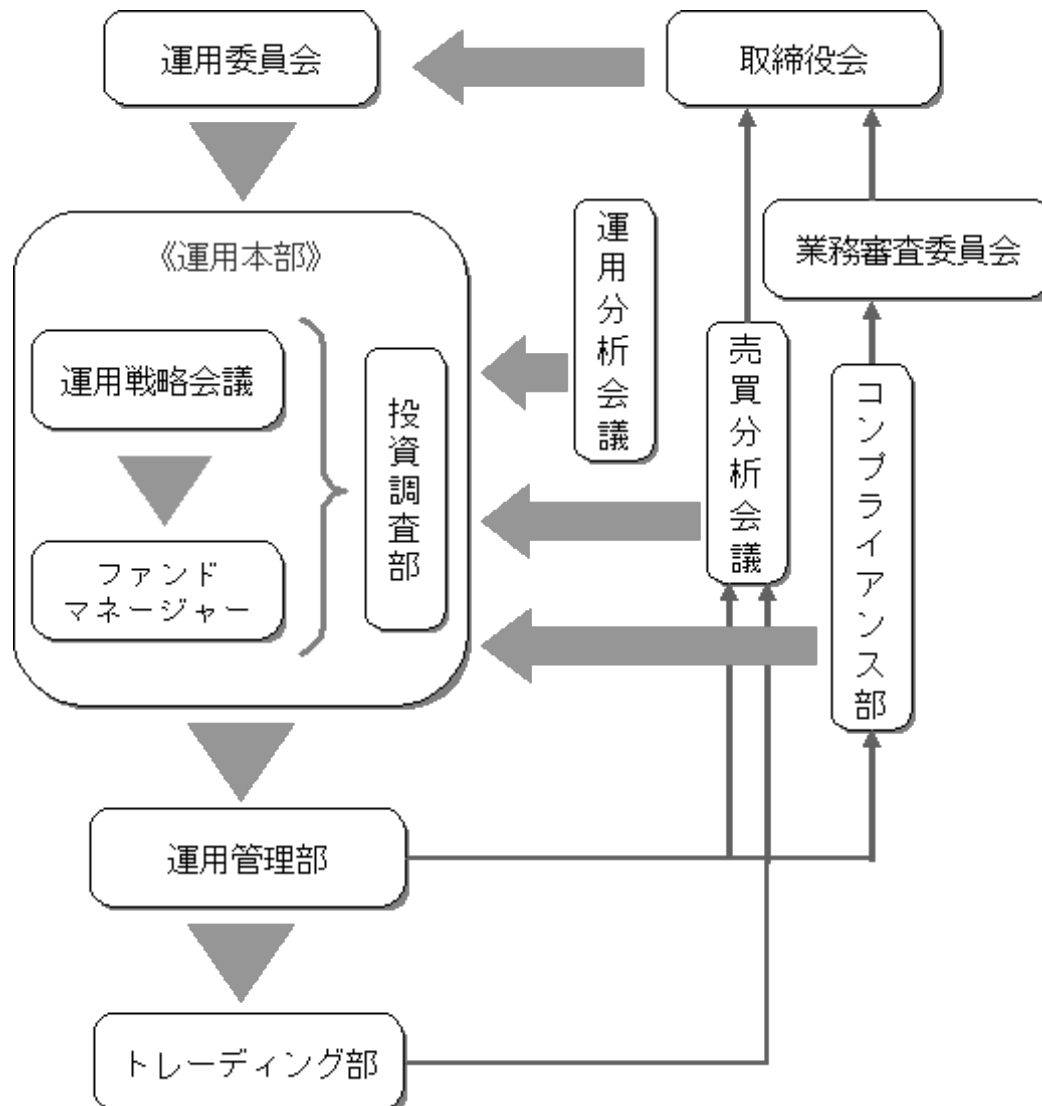 運用委員会
取締役会
《運用本部》
運用戦略会議
ファンド
マネージャー
投資調査部
運用分析会議
売買分析会議
業務審査委員会
コンプライアンス部
運用管理部
トレーディング部